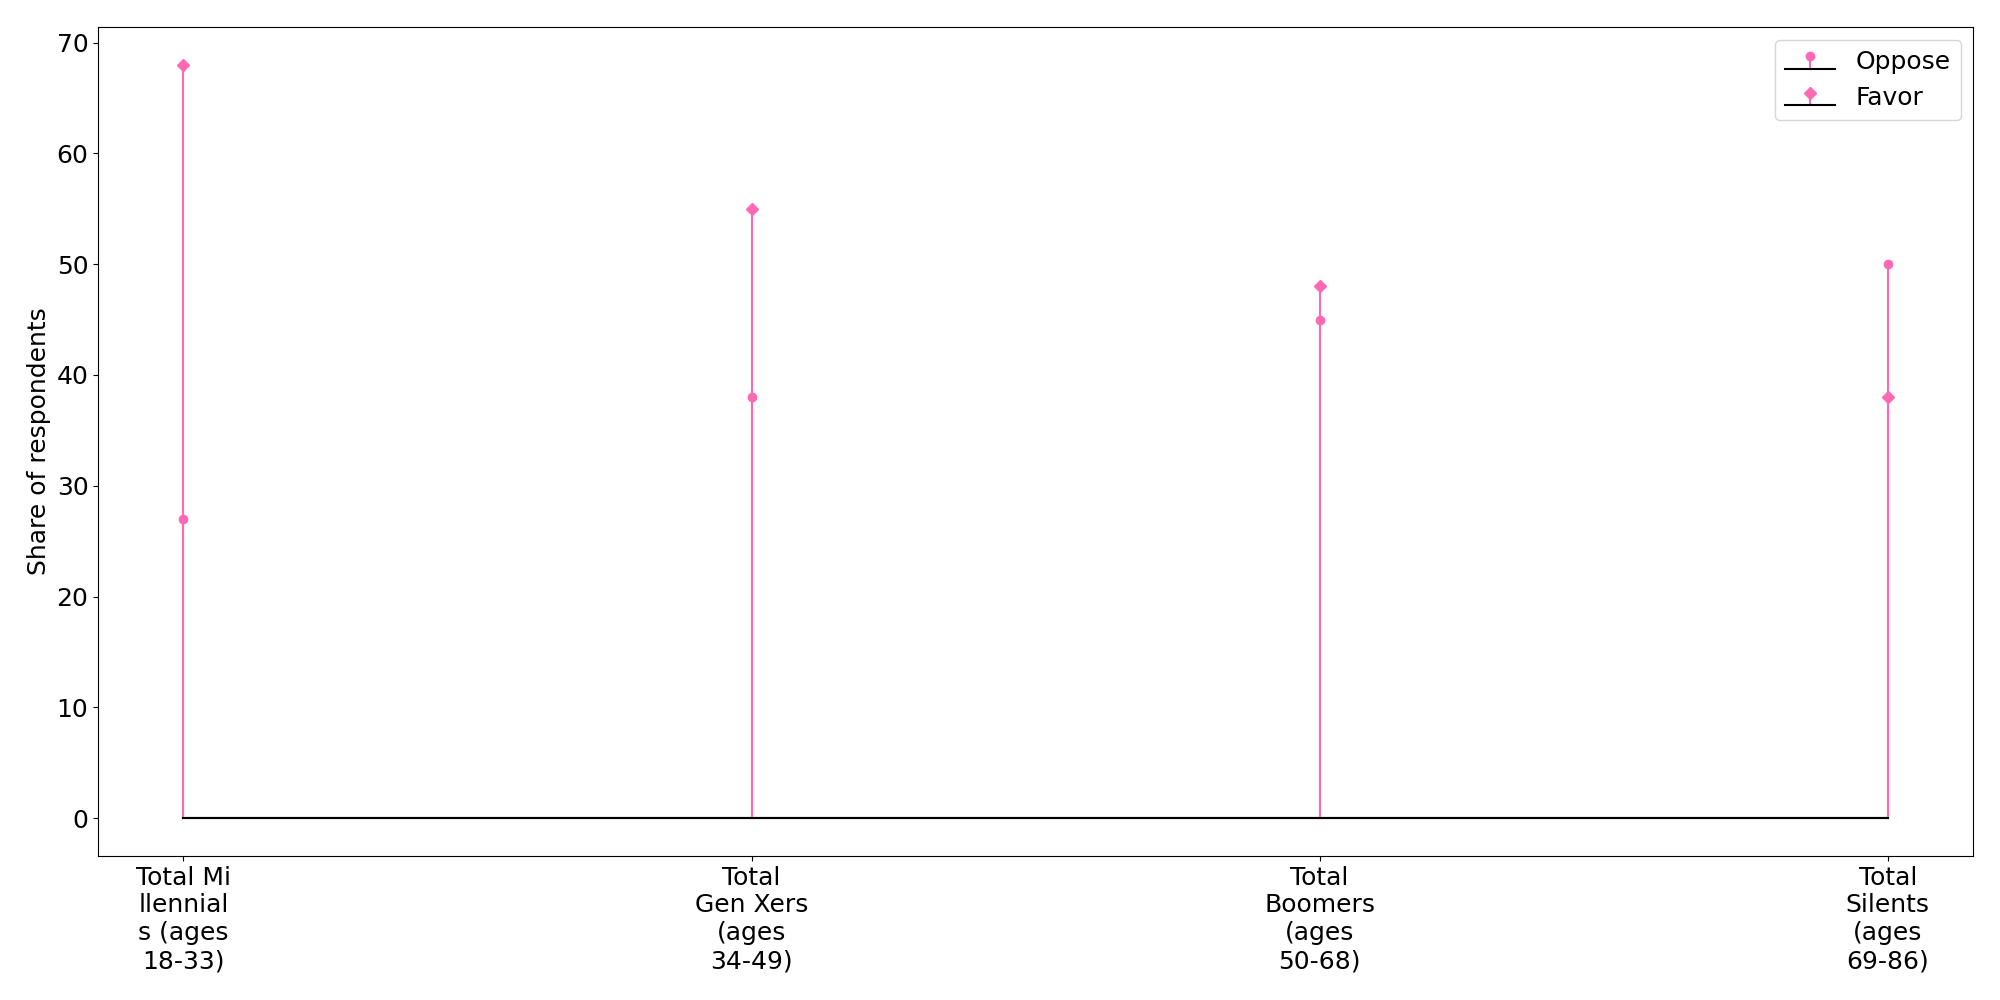 70
60
50
40
30
20
10
0
Share of respondents
Oppose
Favor
Total Mi
llennial
s (ages
18-33)
Total
Gen Xers
(ages
34-49)
Total
Boomers
(ages
50-68)
Total
Silents
(ages
69-86)